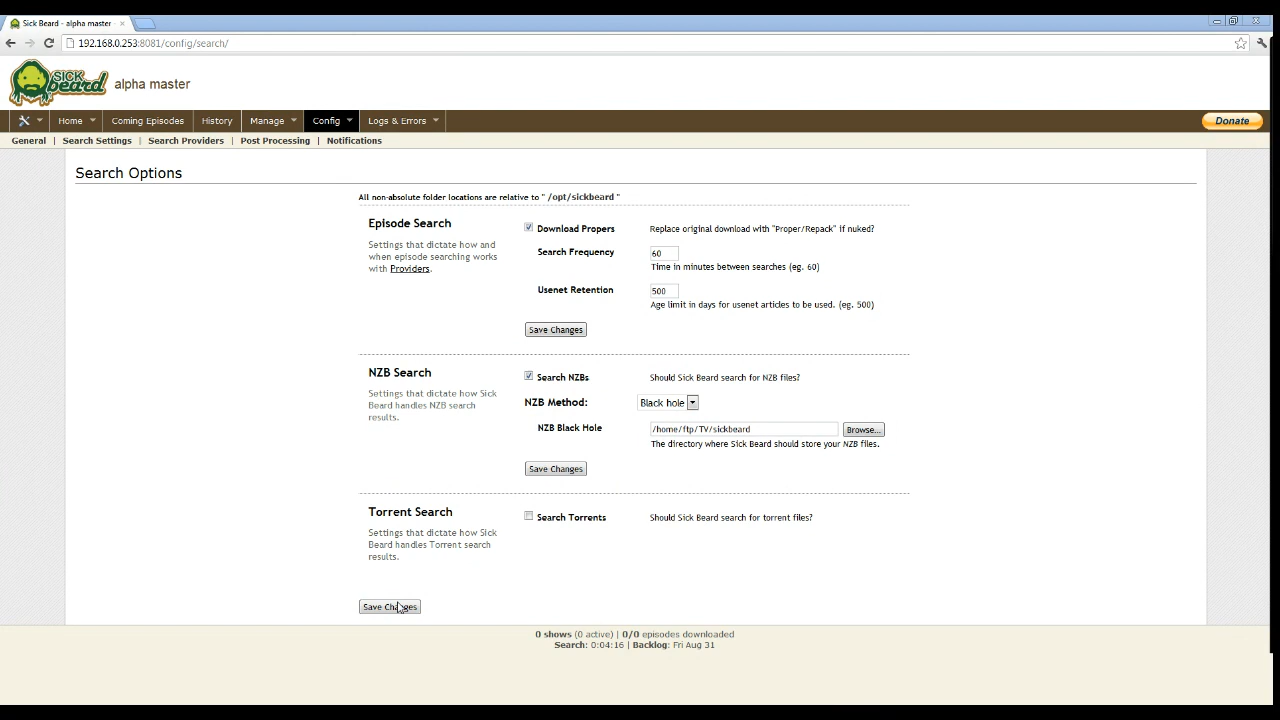 Sick Beard - alpha master
192.168.0.253:8081/config/search/
SICK beard alpha master
Home Coming Episodes History Manage Config Logs & Errors Donate
General | Search Settings | Search Providers | Post Processing | Notifications
Search Options
All non-absolute folder locations are relative to " /opt/sickbeard "
Episode Search
Settings that dictate how and
when episode searching works
with Providers.
Download Propers Replace original download with "Proper/Repack" if nuked?
Search Frequency 60
Time in minutes between searches (eg. 60)
Usenet Retention 500
Age limit in days for usenet articles to be used. (eg. 500)
Save Changes
NZB Search
Settings that dictate how Sick
Beard handles NZB search
results.
Search NZBs Should Sick Beard search for NZB files?
NZB Method: Black hole
NZB Black Hole /home/ftp/TV/sickbeard Browse...
The directory where Sick Beard should store your NZB files.
Save Changes
Torrent Search
Settings that dictate how Sick
Beard handles Torrent search
results.
Search Torrents Should Sick Beard search for torrent files?
Save Changes
0 shows (0 active) | 0/0 episodes downloaded
Search: 0:04:16 | Backlog: Fri Aug 31